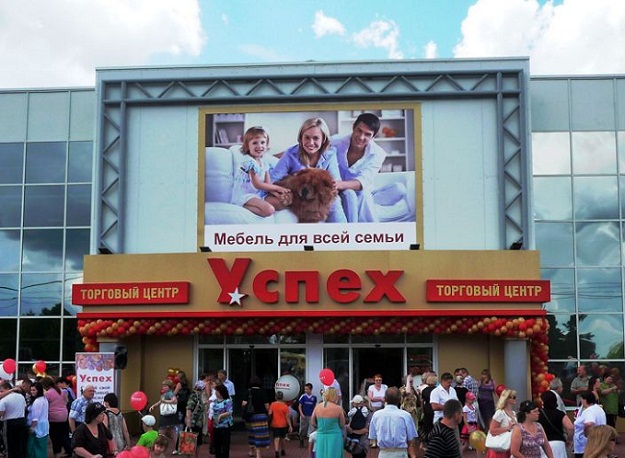 Мебель для всей семьи
Успех
ТОРГОВЫЙ ЦЕНТР
ТОРГОВЫЙ ЦЕНТР
Успех